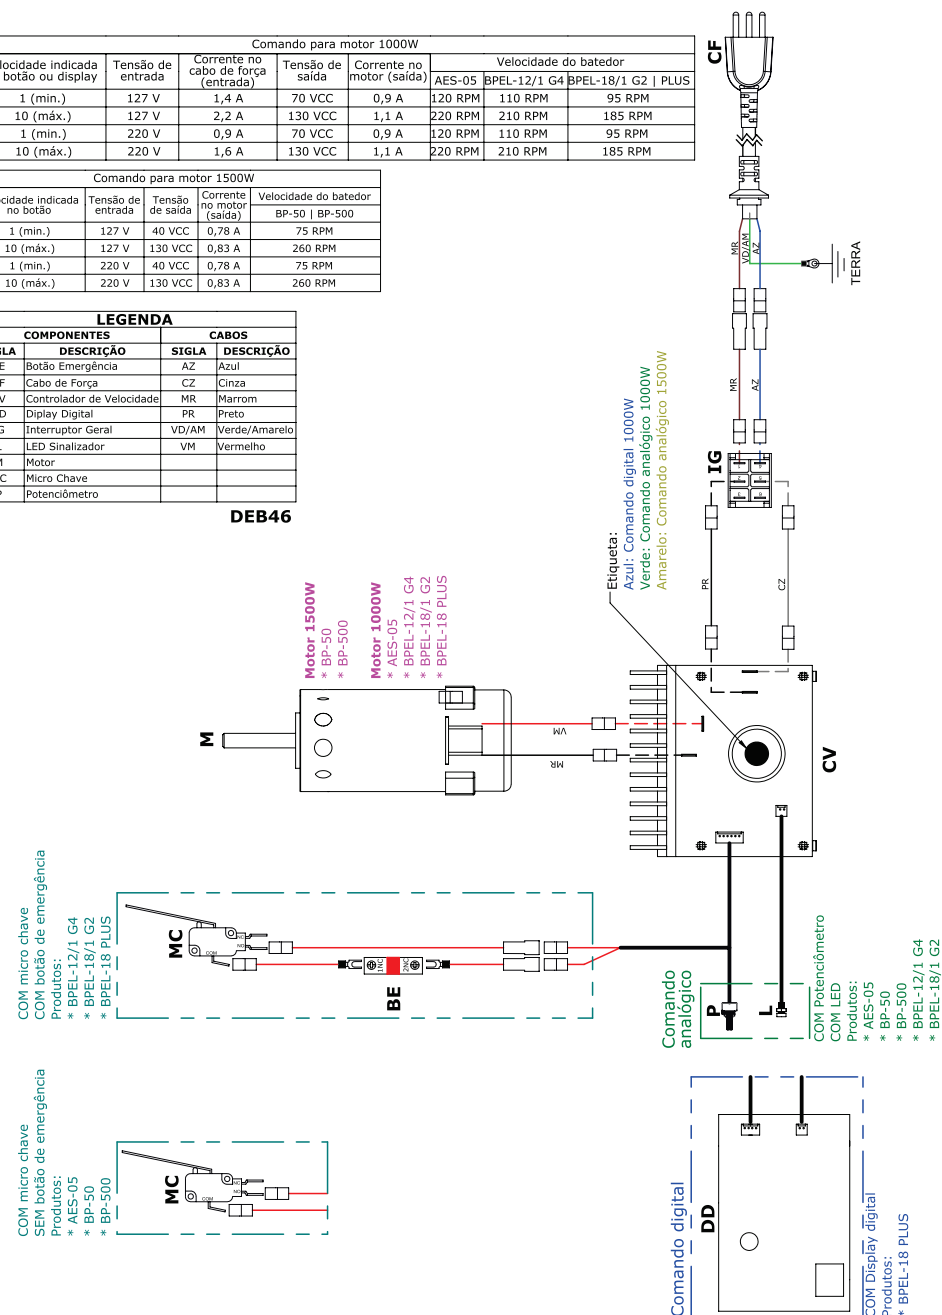 Comando para motor 1000W
locidade indicada botão ou display | Tensão de entrada | Corrente no cabo de força (entrada) | Tensão de saída | Corrente no motor (saída) | Velocidade do batedor
AES-05 | BPEL-12/1 G4 | BPEL-18/1 G2 | PLUS
1 (min.) 127 V 1,4 A 70 VCC 0,9 A 120 RPM 110 RPM 95 RPM
10 (máx.) 127 V 2,2 A 130 VCC 1,1 A 220 RPM 210 RPM 185 RPM
1 (min.) 220 V 0,9 A 70 VCC 0,9 A 120 RPM 110 RPM 95 RPM
10 (máx.) 220 V 1,6 A 130 VCC 1,1 A 220 RPM 210 RPM 185 RPM
Comando para motor 1500W
ocidade indicada no botão | Tensão de entrada | Tensão de saída | Corrente no motor (saída) | Velocidade do batedor
BP-50 | BP-500
1 (min.) 127 V 40 VCC 0,78 A 75 RPM
10 (máx.) 127 V 130 VCC 0,83 A 260 RPM
1 (min.) 220 V 40 VCC 0,78 A 75 RPM
10 (máx.) 220 V 130 VCC 0,83 A 260 RPM
LEGENDA
COMPONENTES CABOS
GLA DESCRIÇÃO SIGLA DESCRIÇÃO
E Botão Emergência AZ Azul
F Cabo de Força CZ Cinza
V Controlador de Velocidade MR Marrom
D Diplay Digital PR Preto
G Interruptor Geral VD/AM Verde/Amarelo
LED Sinalizador VM Vermelho
M Motor
C Micro Chave
P Potenciômetro
DEB46
CF
MR
VD/AM
AZ
TERRA
MR
AZ
IG
PR
CZ
Etiqueta:
Azul: Comando digital 1000W
Verde: Comando analógico 1000W
Amarelo: Comando analógico 1500W
Motor 1500W
* BP-50
* BP-500
Motor 1000W
* AES-05
* BPEL-12/1 G4
* BPEL-18/1 G2
* BPEL-18 PLUS
M
VM
MR
CV
COM micro chave
COM botão de emergência
Produtos:
* BPEL-12/1 G4
* BPEL-18/1 G2
* BPEL-18 PLUS
MC
NC
NO
COM
1NC
2NC
BE
Comando
analógico
P
L
COM Potenciômetro
COM LED
Produtos:
* AES-05
* BP-50
* BP-500
* BPEL-12/1 G4
* BPEL-18/1 G2
COM micro chave
SEM botão de emergência
Produtos:
* AES-05
* BP-50
* BP-500
MC
NC
NO
COM
Comando digital
DD
COM Display digital
Produtos:
* BPEL-18 PLUS